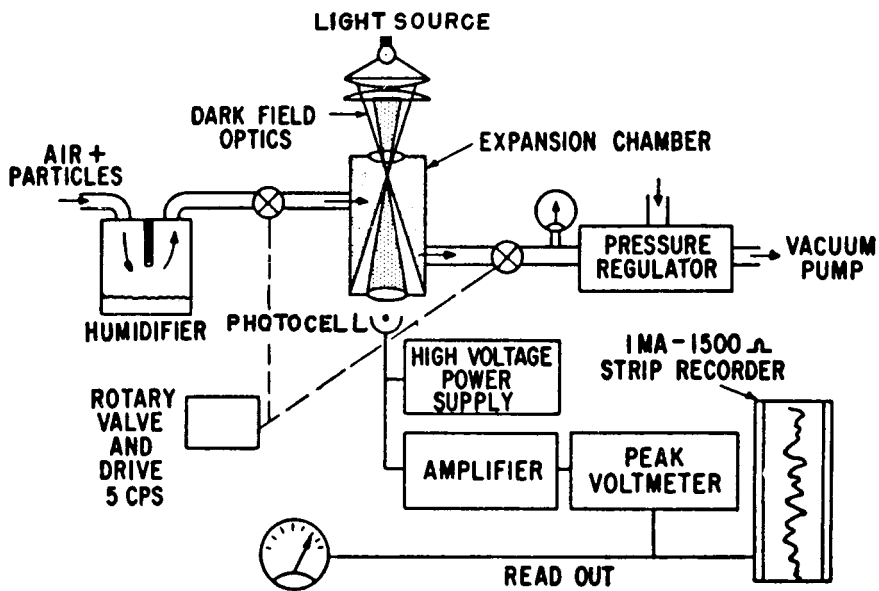 LIGHT SOURCE
DARK FIELD
OPTICS
EXPANSION CHAMBER
AIR +
PARTICLES
PRESSURE
REGULATOR
VACUUM
PUMP
HUMIDIFIER
PHOTOCELL
HIGH VOLTAGE
POWER
SUPPLY
1MA-1500Ω
STRIP RECORDER
ROTARY
VALVE
AND
DRIVE
5 CPS
AMPLIFIER
PEAK
VOLTMETER
READ OUT